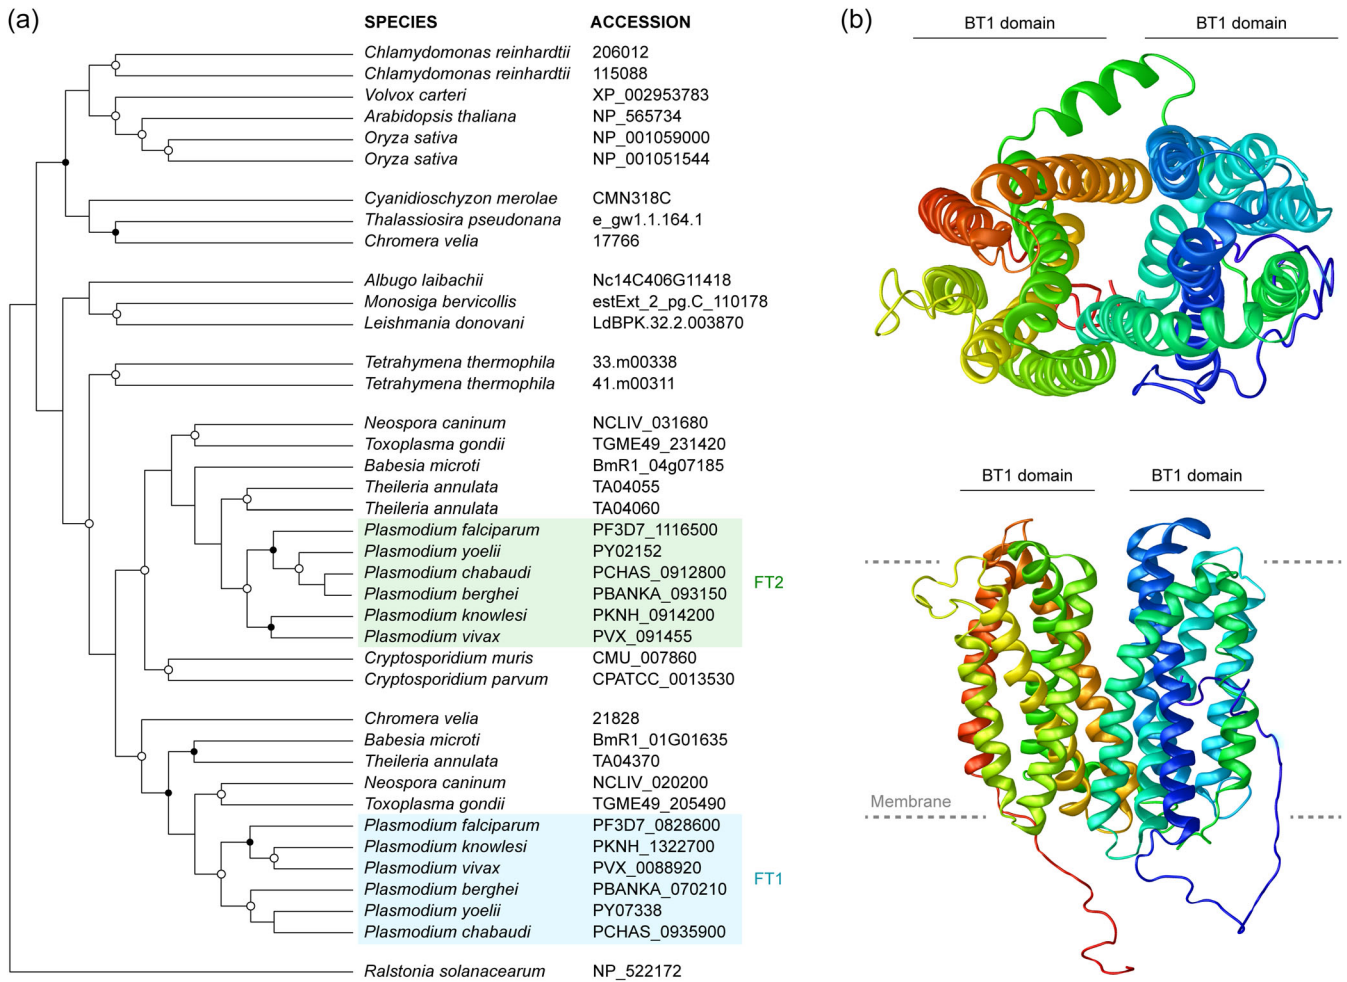 (a)
SPECIES ACCESSION
Chlamydomonas reinhardtii 206012
Chlamydomonas reinhardtii 115088
Volvox carteri XP_002953783
Arabidopsis thaliana NP_565734
Oryza sativa NP_001059000
Oryza sativa NP_001051544
Cyanidioschyzon merolae CMN318C
Thalassiosira pseudonana e_gw1.1.164.1
Chromera velia 17766
Albugo laibachii Nc14C406G11418
Monosiga bervicollis estExt_2_pg.C_110178
Leishmania donovani LdBPK.32.2.003870
Tetrahymena thermophila 33.m00338
Tetrahymena thermophila 41.m00311
Neospora caninum NCLIV_031680
Toxoplasma gondii TGME49_231420
Babesia microti BmR1_04g07185
Theileria annulata TA04055
Theileria annulata TA04060
Plasmodium falciparum PF3D7_1116500
Plasmodium yoelii PY02152
Plasmodium chabaudi PCHAS_0912800
FT2
Plasmodium berghei PBANKA_093150
Plasmodium knowlesi PKNH_0914200
Plasmodium vivax PVX_091455
Cryptosporidium muris CMU_007860
Cryptosporidium parvum CPATCC_0013530
Chromera velia 21828
Babesia microti BmR1_01G01635
Theileria annulata TA04370
Neospora caninum NCLIV_020200
Toxoplasma gondii TGME49_205490
Plasmodium falciparum PF3D7_0828600
Plasmodium knowlesi PKNH_1322700
Plasmodium vivax PVX_0088920
FT1
Plasmodium berghei PBANKA_070210
Plasmodium yoelii PY07338
Plasmodium chabaudi PCHAS_0935900
Ralstonia solanacearum NP_522172
(b)
BT1 domain BT1 domain
BT1 domain BT1 domain
Membrane